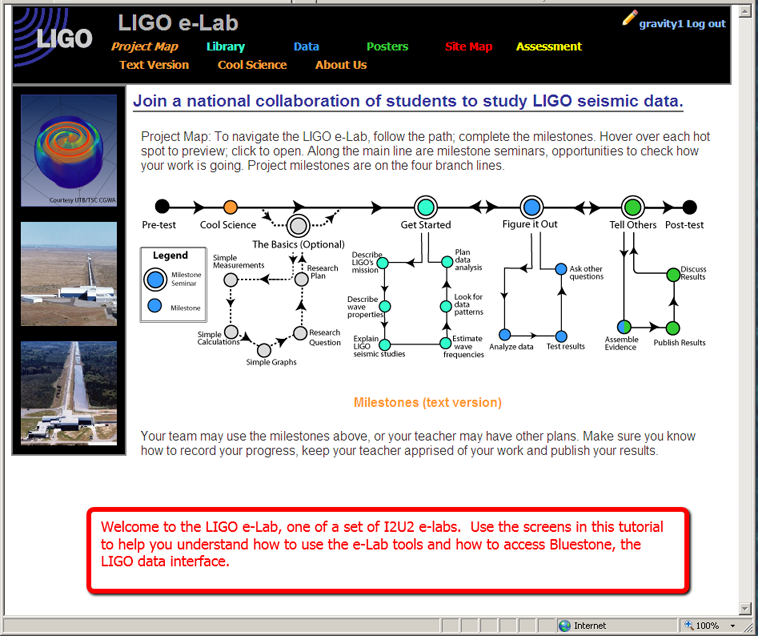 LIGO
LIGO e-Lab
gravity1 Log out
Project Map Library Data Posters Site Map Assessment
Text Version Cool Science About Us
Courtesy UTB/TSC CGWA
Join a national collaboration of students to study LIGO seismic data.
Project Map: To navigate the LIGO e-Lab, follow the path; complete the milestones. Hover over each hot
spot to preview; click to open. Along the main line are milestone seminars, opportunities to check how
your work is going. Project milestones are on the four branch lines.
Pre-test
Cool Science
The Basics (Optional)
Get Started
Figure it Out
Tell Others
Post-test
Legend
Milestone
Seminar
Milestone
Simple
Measurements
Research
Plan
Simple
Calculations
Simple Graphs
Research
Question
Describe
LIGO's
mission
Plan
data
analysis
Describe
wave
properties
Look for
data
patterns
Explain
LIGO
seismic studies
Estimate
wave
frequencies
Ask other
questions
Analyze data
Test results
Discuss
Results
Assemble
Evidence
Publish Results
Milestones (text version)
Your team may use the milestones above, or your teacher may have other plans. Make sure you know
how to record your progress, keep your teacher apprised of your work and publish your results.
Welcome to the LIGO e-Lab, one of a set of I2U2 e-labs. Use the screens in this tutorial
to help you understand how to use the e-Lab tools and how to access Bluestone, the
LIGO data interface.
Internet
100%